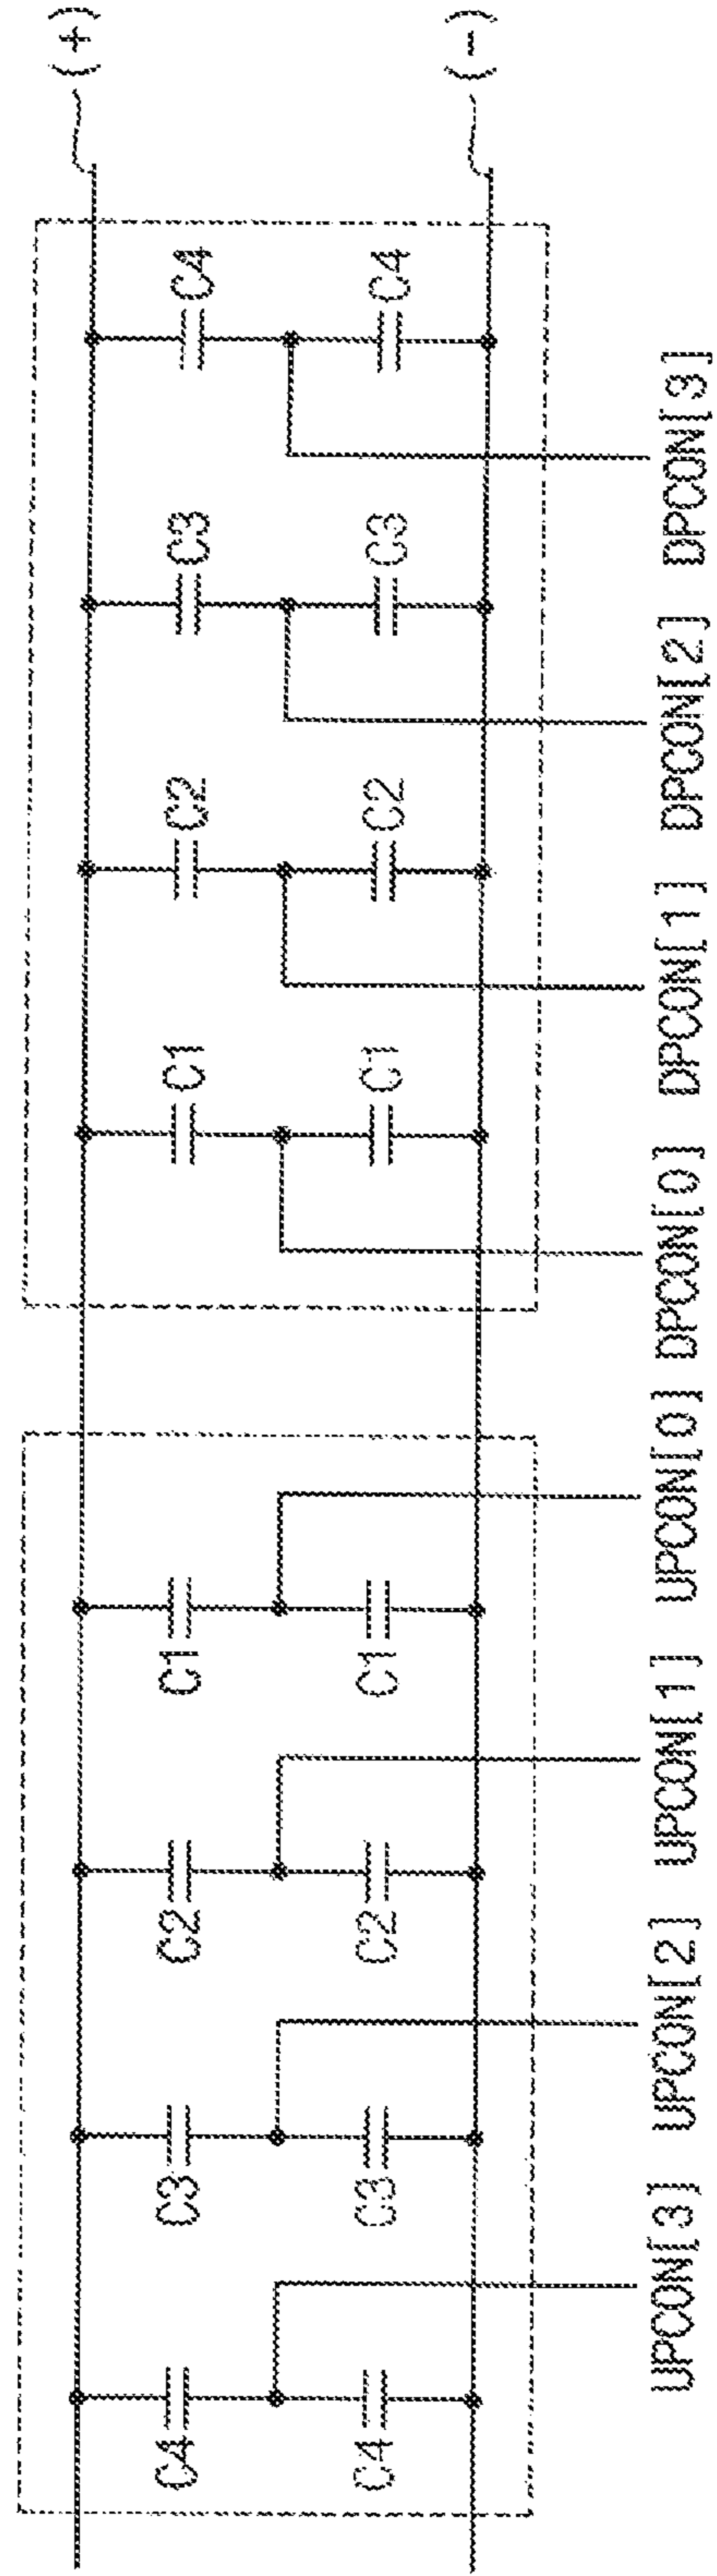 (+)
C4 C3 C2 C1 C1 C2 C3 C4
C4 C3 C2 C1 C1 C2 C3 C4
(-)
UPCON[3] UPCON[2] UPCON[1] UPCON[0] DPCON[0] DPCON[1] DPCON[2] DPCON[3]